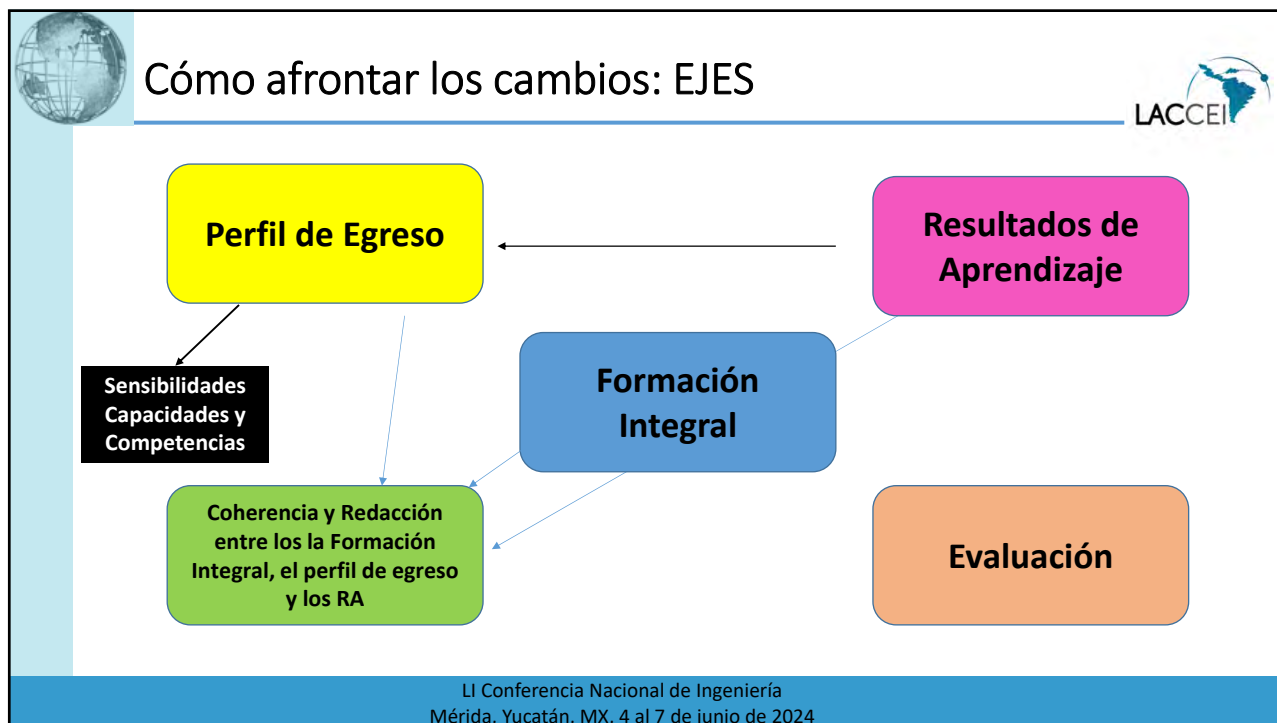 Cómo afrontar los cambios: EJES
LACCEI
Perfil de Egreso
Resultados de
Aprendizaje
Formación
Integral
Sensibilidades
Capacidades y
Competencias
Coherencia y Redacción
entre los la Formación
Integral, el perfil de egreso
y los RA
Evaluación
LI Conferencia Nacional de Ingeniería
Mérida, Yucatán, MX, 4 al 7 de junio de 2024